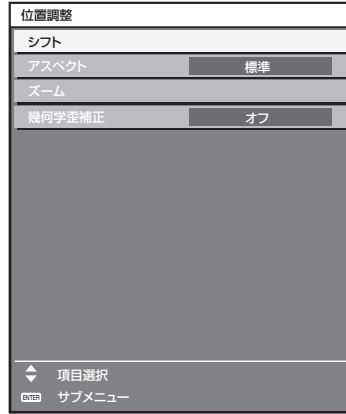 位置調整
シフト
アスペクト 標準
ズーム
幾何学歪補正 オフ
項目選択
ENTER サブメニュー